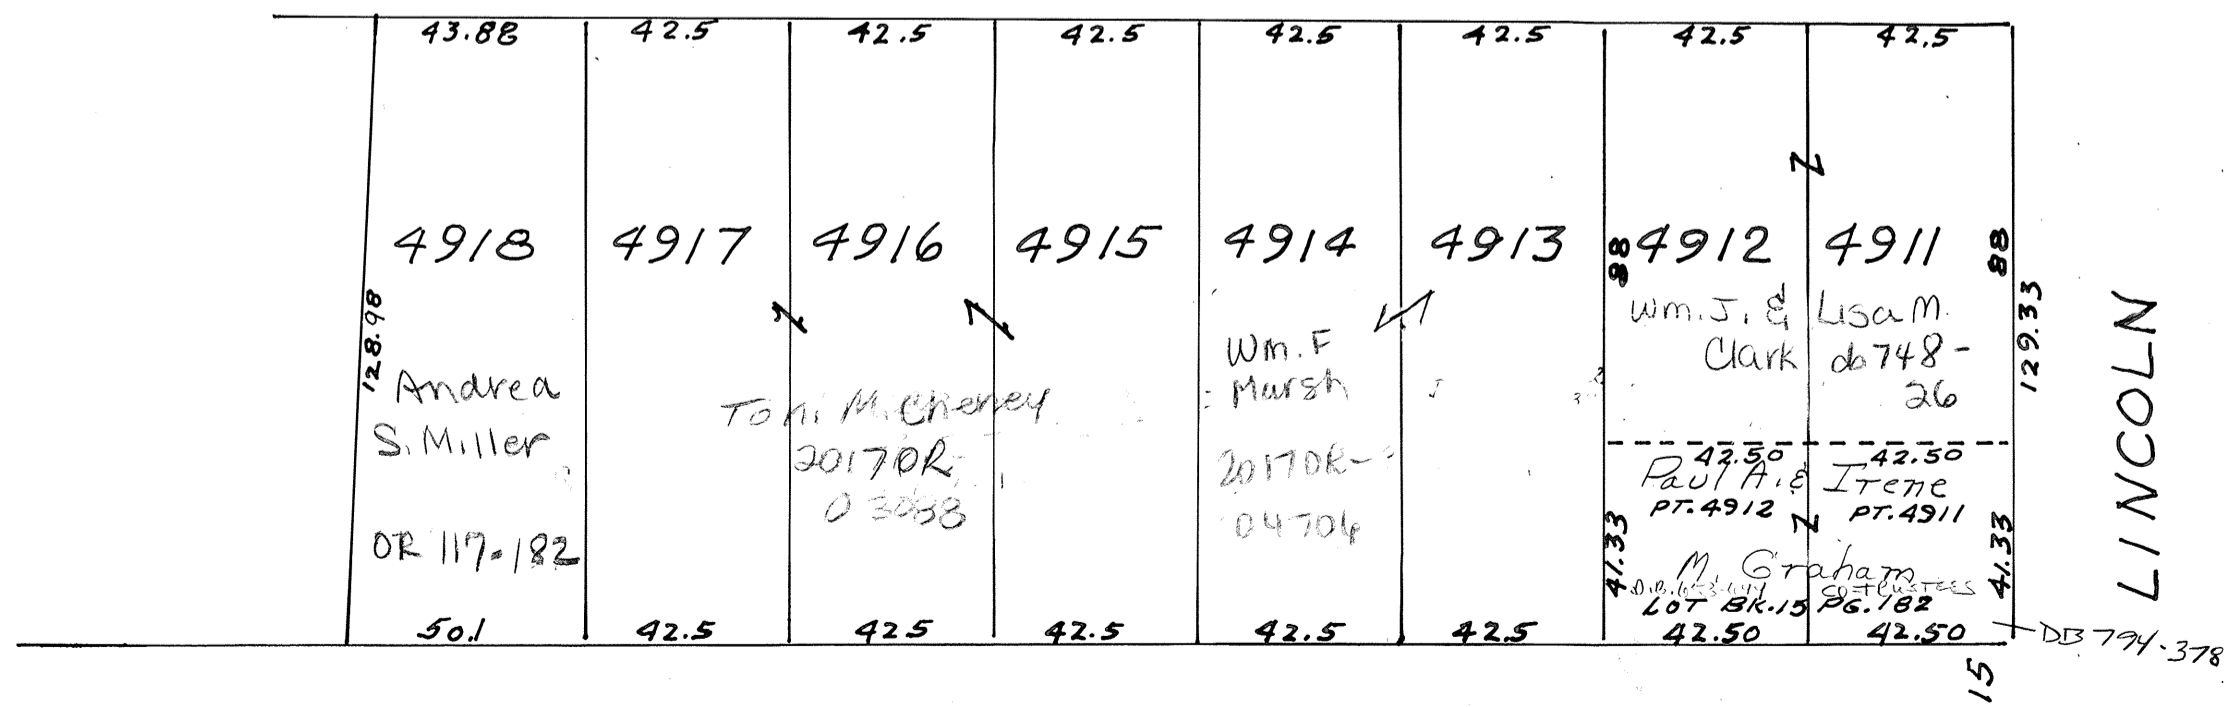 43.88 42.5 42.5 42.5 42.5 42.5 42.5 42.5
4918 4917 4916 4915 4914 4913 4912 4911
88
88
128.98
129.33
LINCOLN
Andrea
S. Miller
OR 117-182
Toni M. Cheney
2017OR
03088
Wm. F
Marsh
2017OR-
04704
Wm. J. & Lisa M.
Clark db 748-
26
42.50 42.50
Paul A. & Irene
PT. 4912 PT. 4911
M. Graham
CO-TRUSTEES
LOT BK. 15 PG. 182
41.33
41.33
50.1 42.5 425 42.5 42.5 42.5 42.50 42.50
DB 794-378
15